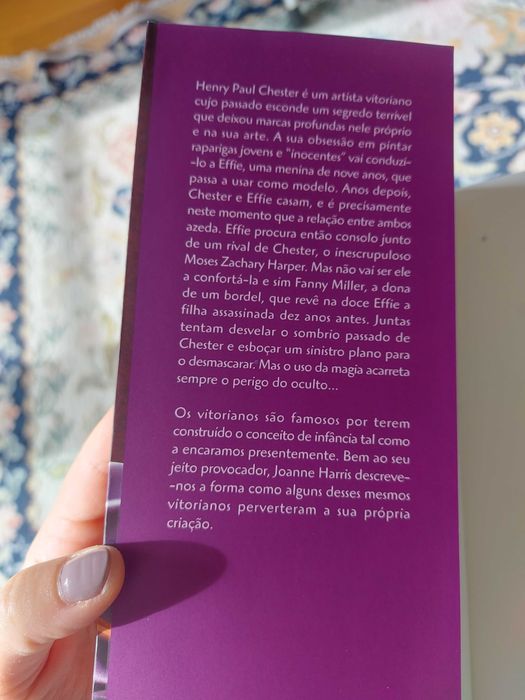 Henry Paul Chester é um artista vitoriano
cujo passado esconde um segredo terrível
que deixou marcas profundas nele próprio
e na sua arte. A sua obsessão em pintar
raparigas jovens e "inocentes" vai conduzi-
-lo a Effie, uma menina de nove anos, que
passa a usar como modelo. Anos depois,
Chester e Effie casam, e é precisamente
neste momento que a relação entre ambos
azeda. Effie procura então consolo junto
de um rival de Chester, o inescrupuloso
Moses Zachary Harper. Mas não vai ser ele
a confortá-la e sim Fanny Miller, a dona
de um bordel, que revê na doce Effie a
filha assassinada dez anos antes. Juntas
tentam desvelar o sombrio passado de
Chester e esboçar um sinistro plano para
o desmascarar. Mas o uso da magia acarreta
sempre o perigo do oculto...
Os vitorianos são famosos por terem
construído o conceito de infância tal como
a encaramos presentemente. Bem ao seu
jeito provocador, Joanne Harris descreve-
-nos a forma como alguns desses mesmos
vitorianos perverteram a sua própria
criação.